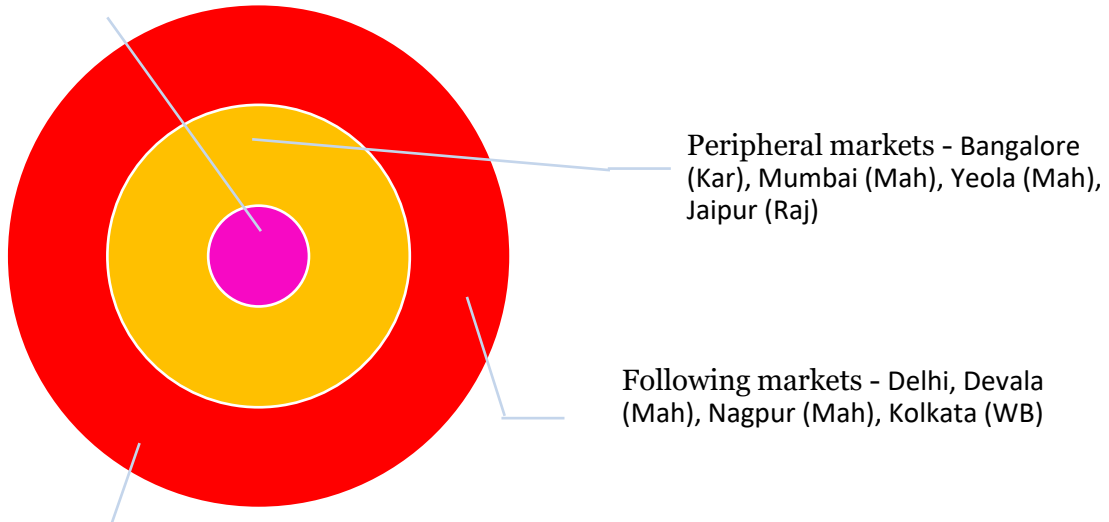 Peripheral markets - Bangalore
(Kar), Mumbai (Mah), Yeola (Mah),
Jaipur (Raj)
Following markets - Delhi, Devala
(Mah), Nagpur (Mah), Kolkata (WB)